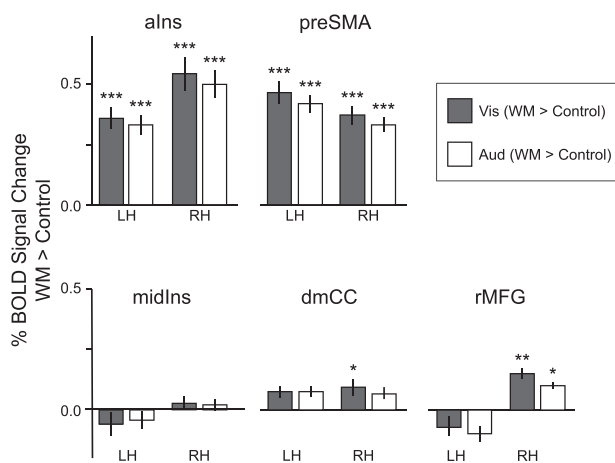 aIns preSMA
*** *** *** *** *** *** *** ***
0.5
0.0
LH RH LH RH
Vis (WM > Control)
Aud (WM > Control)
% BOLD Signal Change
WM > Control
midIns dmCC rMFG
0.5
* ** *
0.0
LH RH LH RH LH RH